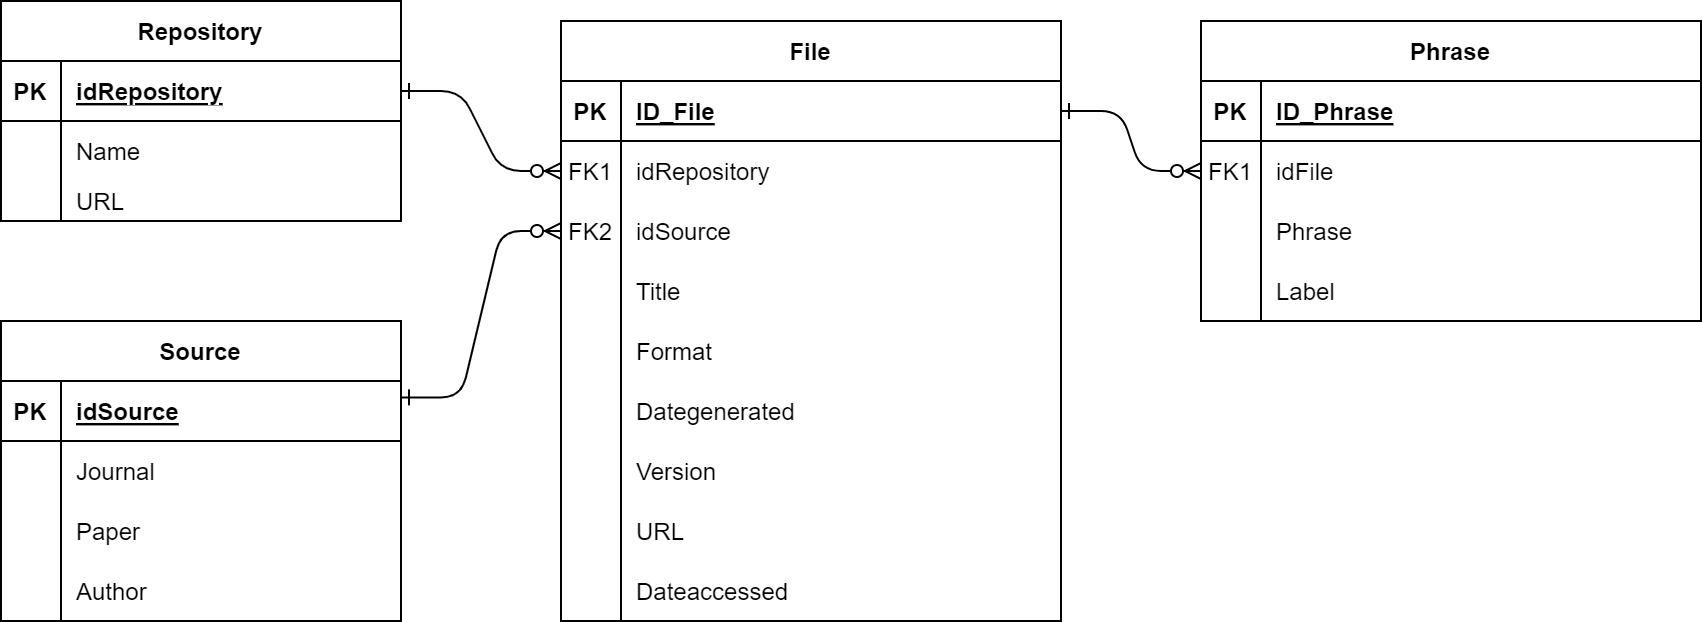 Repository
PK idRepository
Name
URL
Source
PK idSource
Journal
Paper
Author
File
PK ID_File
FK1 idRepository
FK2 idSource
Title
Format
Dategenerated
Version
URL
Dateaccessed
Phrase
PK ID_Phrase
FK1 idFile
Phrase
Label